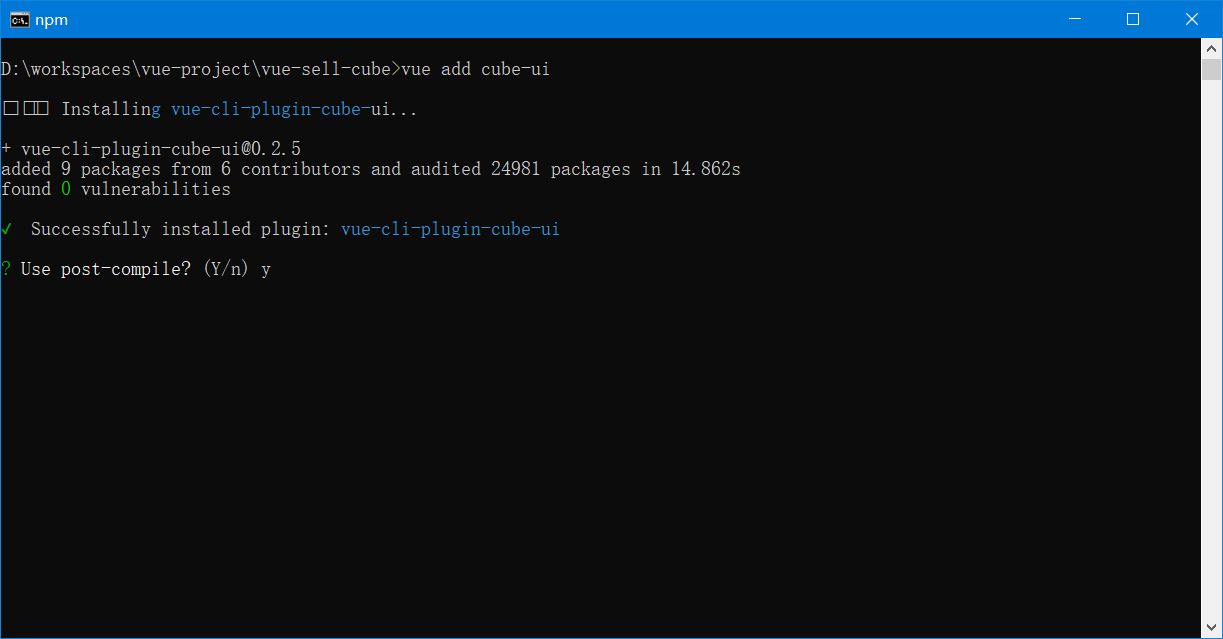 npm
D:\workspaces\vue-project\vue-sell-cube>vue add cube-ui
Installing vue-cli-plugin-cube-ui...
+ vue-cli-plugin-cube-ui@0.2.5
added 9 packages from 6 contributors and audited 24981 packages in 14.862s
found 0 vulnerabilities
✓ Successfully installed plugin: vue-cli-plugin-cube-ui
? Use post-compile? (Y/n) y